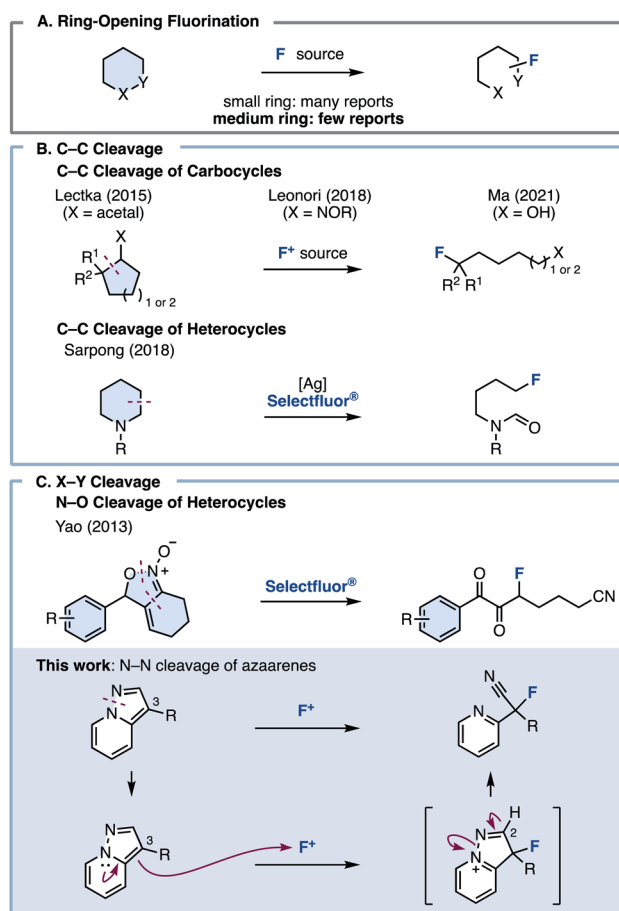 A. Ring-Opening Fluorination
F source
X
Y
small ring: many reports
medium ring: few reports
F
Y
X
B. C–C Cleavage
C–C Cleavage of Carbocycles
Lectka (2015)
(X = acetal)
Leonori (2018)
(X = NOR)
Ma (2021)
(X = OH)
X
R¹
R²
1 or 2
F⁺ source
F
R² R¹
X
1 or 2
C–C Cleavage of Heterocycles
Sarpong (2018)
N
R
[Ag]
Selectfluor®
F
N
O
R
C. X–Y Cleavage
N–O Cleavage of Heterocycles
Yao (2013)
O⁻
O
N⁺
R
Selectfluor®
O
F
CN
R
O
This work: N–N cleavage of azaarenes
N
N
3
R
F⁺
N
N
F
R
N
N
3
R
F⁺
H
N
2
F
N
+
R